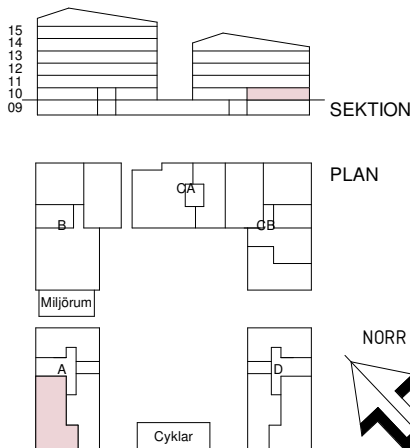 15
14
13
12
11
10
09
SEKTION
PLAN
CA
B
CB
Miljörum
NORR
A
D
Cyklar